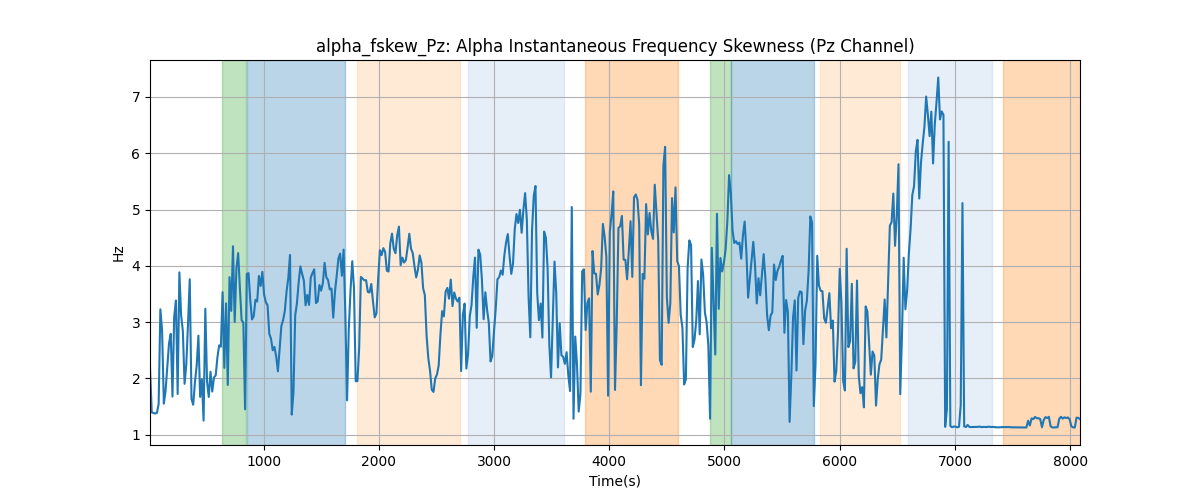 alpha_fskew_Pz: Alpha Instantaneous Frequency Skewness (Pz Channel)
7
6
5
4
3
2
1
Hz
1000 2000 3000 4000 5000 6000 7000 8000
Time(s)